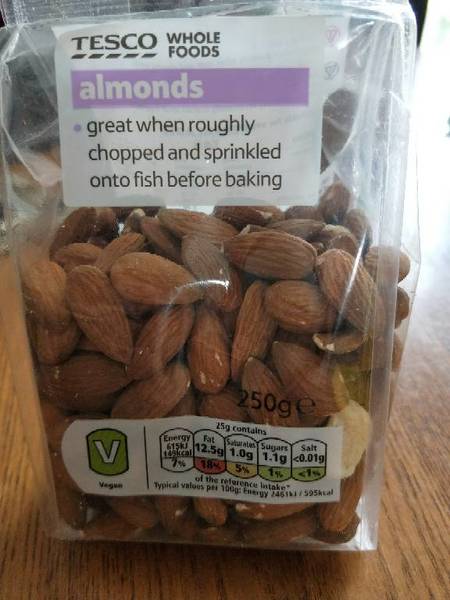 TESCO WHOLE FOODS
almonds
• great when roughly
chopped and sprinkled
onto fish before baking
250g e
25g contains
Energy 615kJ 149kcal 7%
Fat 12.5g 18%
Saturates 1.0g 5%
Sugars 1.1g 1%
Salt <0.01g <1%
of the reference intake*
Typical values per 100g: Energy 2461kJ / 595kcal
V
Vegan